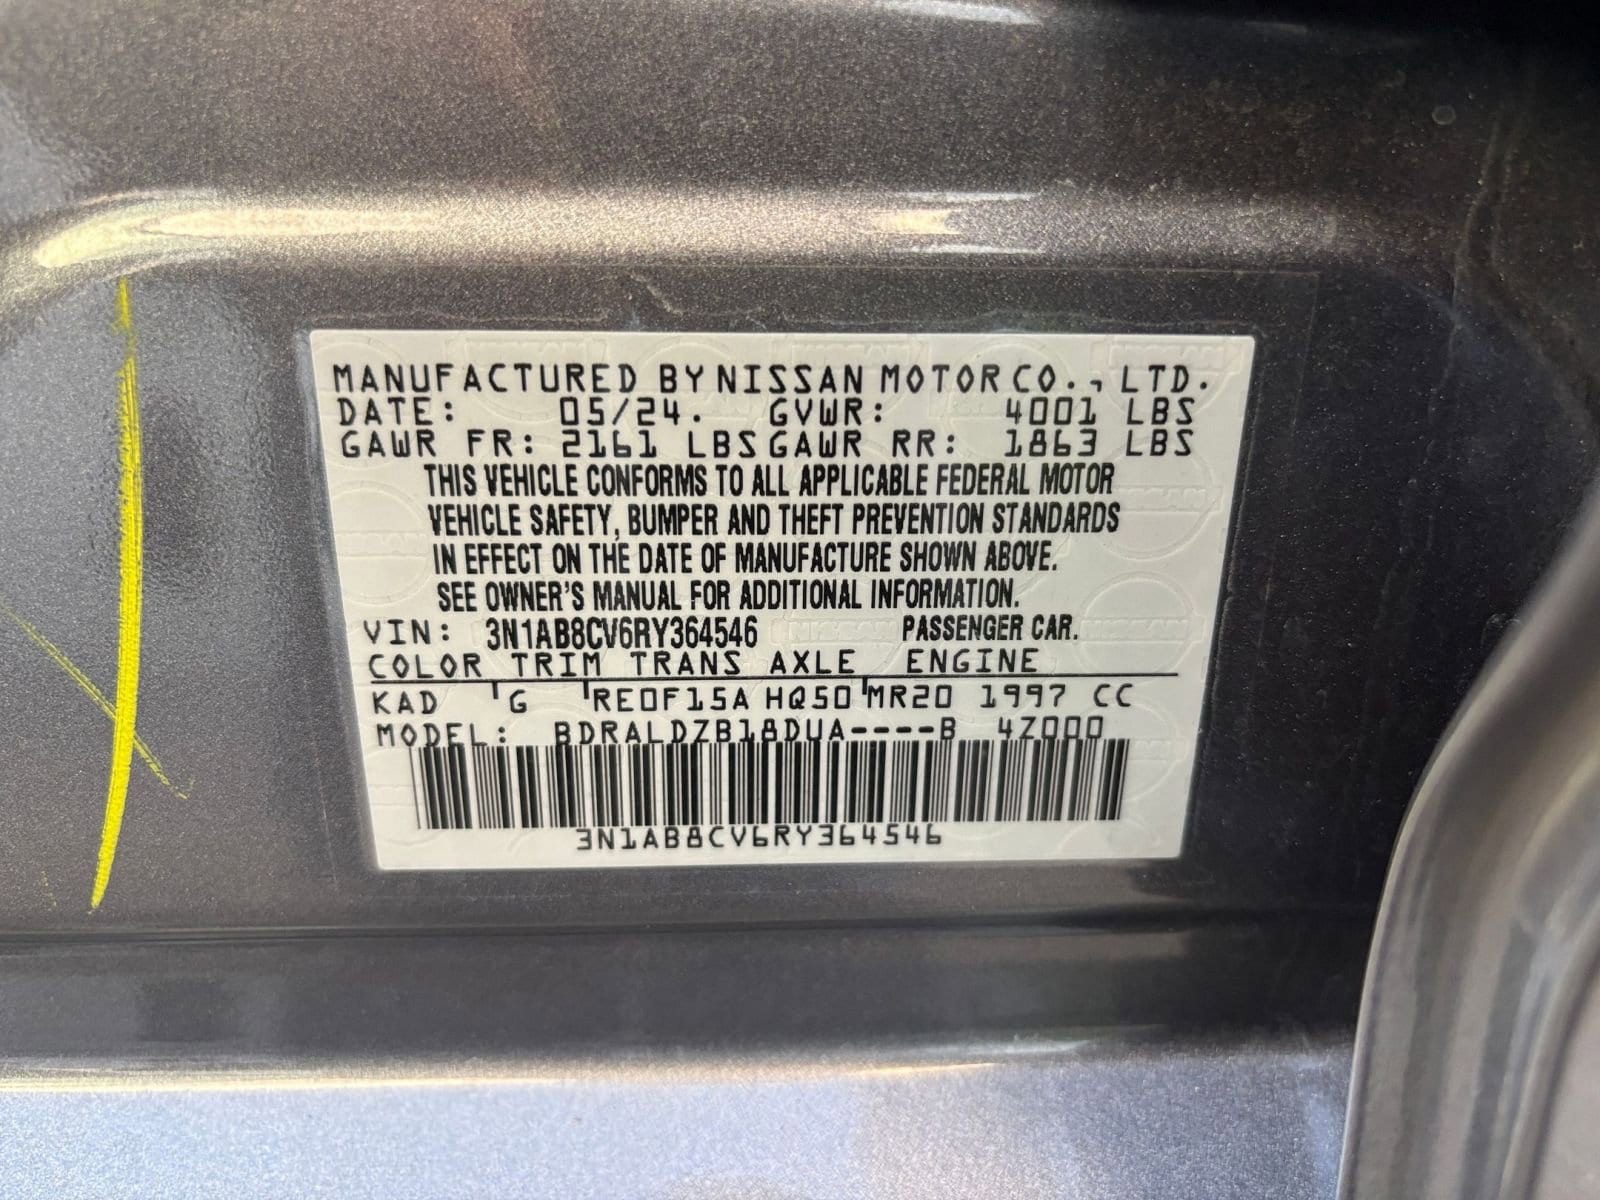 MANUFACTURED BY NISSAN MOTOR CO., LTD.
DATE: 05/24. GVWR: 4001 LBS
GAWR FR: 2161 LBS GAWR RR: 1863 LBS
THIS VEHICLE CONFORMS TO ALL APPLICABLE FEDERAL MOTOR
VEHICLE SAFETY, BUMPER AND THEFT PREVENTION STANDARDS
IN EFFECT ON THE DATE OF MANUFACTURE SHOWN ABOVE.
SEE OWNER'S MANUAL FOR ADDITIONAL INFORMATION.
VIN: 3N1AB8CV6RY364546 PASSENGER CAR.
COLOR TRIM TRANS AXLE ENGINE
KAD G RE0F15A HQ50 MR20 1997 CC
MODEL: BDRALDZB18DUA----B 4Z000
3N1AB8CV6RY364546